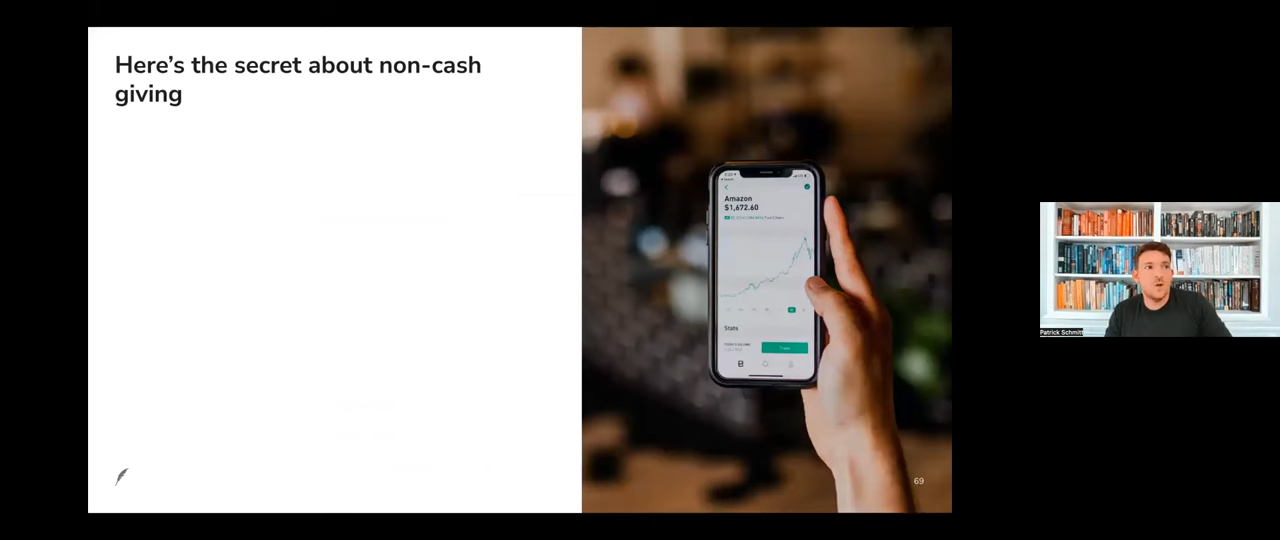 Here's the secret about non-cash
giving
Amazon
$1,672.60
Stats
69
Patrick Schmitt